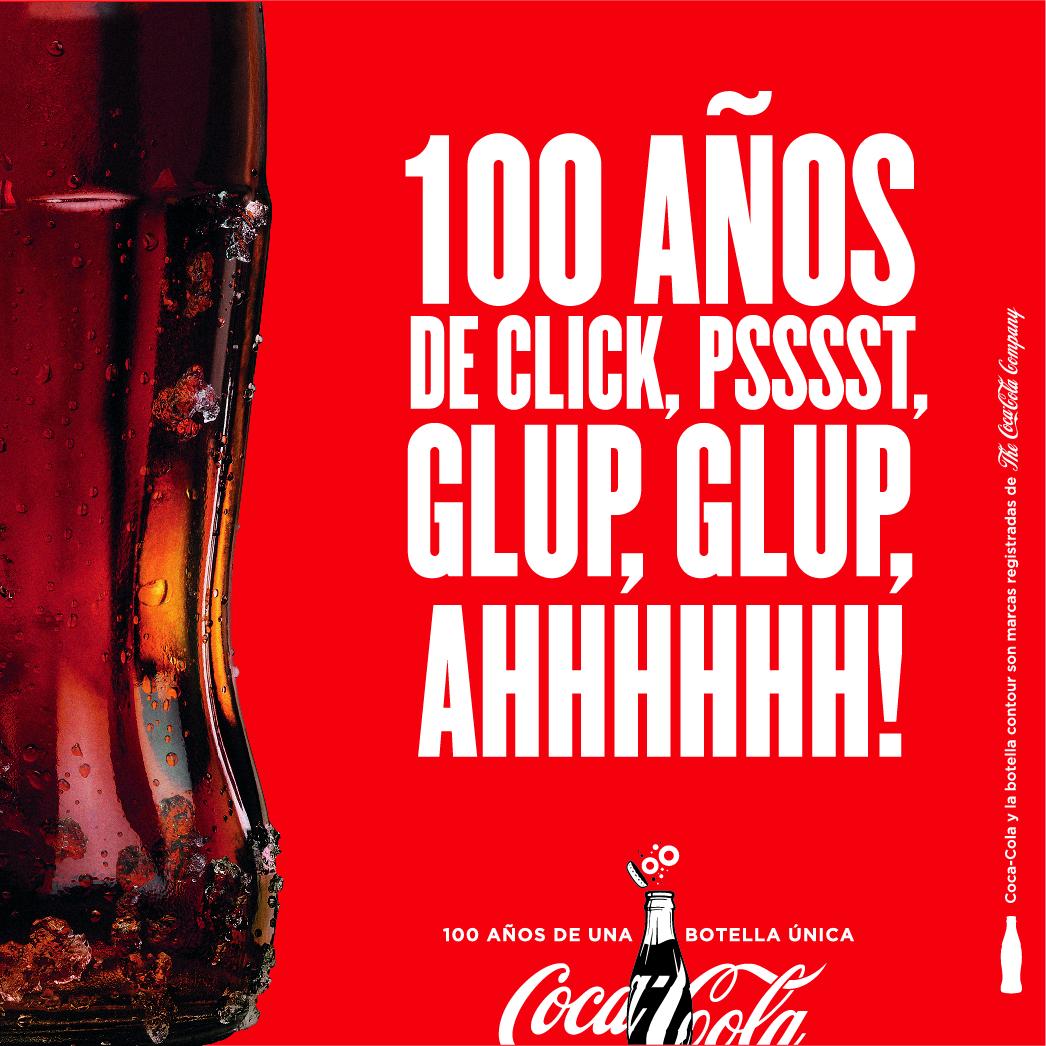 100 AÑOS
DE CLICK, PSSSST,
GLUP, GLUP,
AHHHHHH!
100 AÑOS DE UNA BOTELLA ÚNICA
Coca-Cola
Coca-Cola y la botella contour son marcas registradas de The Coca-Cola Company